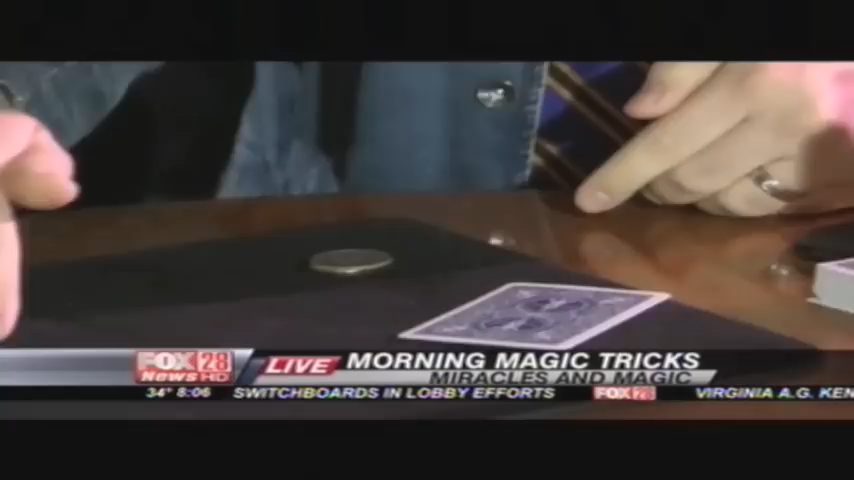 FOX 28
News HD
LIVE
MORNING MAGIC TRICKS
MIRACLES AND MAGIC
34° 8:06 SWITCHBOARDS IN LOBBY EFFORTS FOX 28 VIRGINIA A.G. KEN